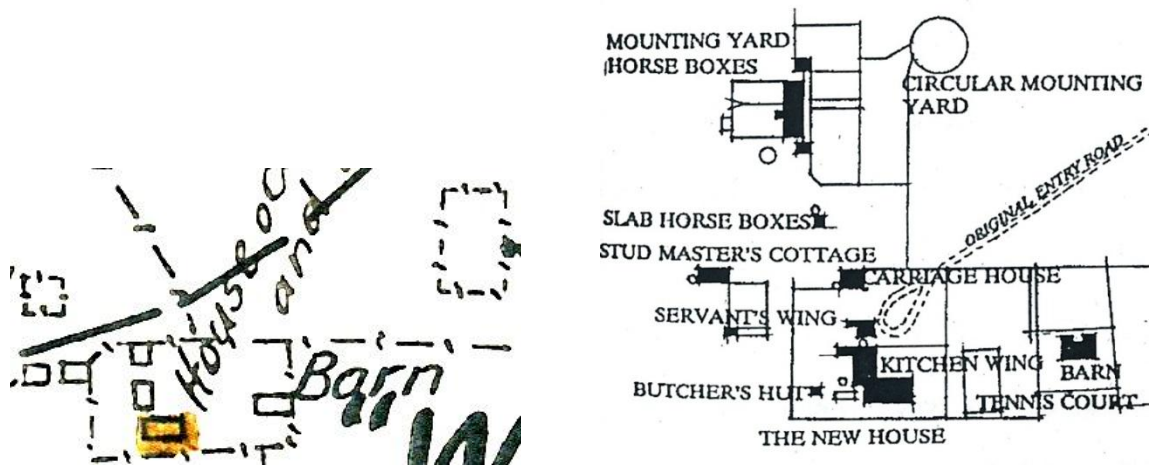 House
and
Barn
"
W
MOUNTING YARD
HORSE BOXES
CIRCULAR MOUNTING
YARD
ORIGINAL ENTRY ROAD
SLAB HORSE BOXES
STUD MASTER'S COTTAGE
CARRIAGE HOUSE
SERVANT'S WING
KITCHEN WING
BARN
BUTCHER'S HUT
TENNIS COURT
THE NEW HOUSE